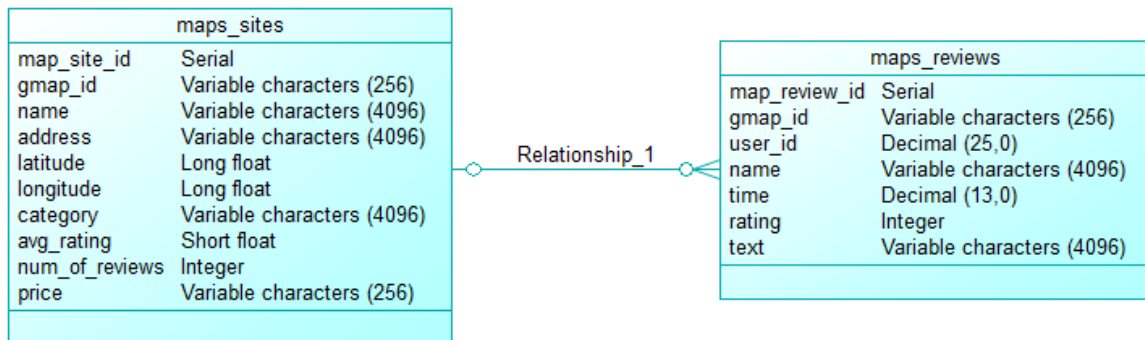 maps_sites
map_site_id Serial
gmap_id Variable characters (256)
name Variable characters (4096)
address Variable characters (4096)
latitude Long float
longitude Long float
category Variable characters (4096)
avg_rating Short float
num_of_reviews Integer
price Variable characters (256)
Relationship_1
maps_reviews
map_review_id Serial
gmap_id Variable characters (256)
user_id Decimal (25,0)
name Variable characters (4096)
time Decimal (13,0)
rating Integer
text Variable characters (4096)